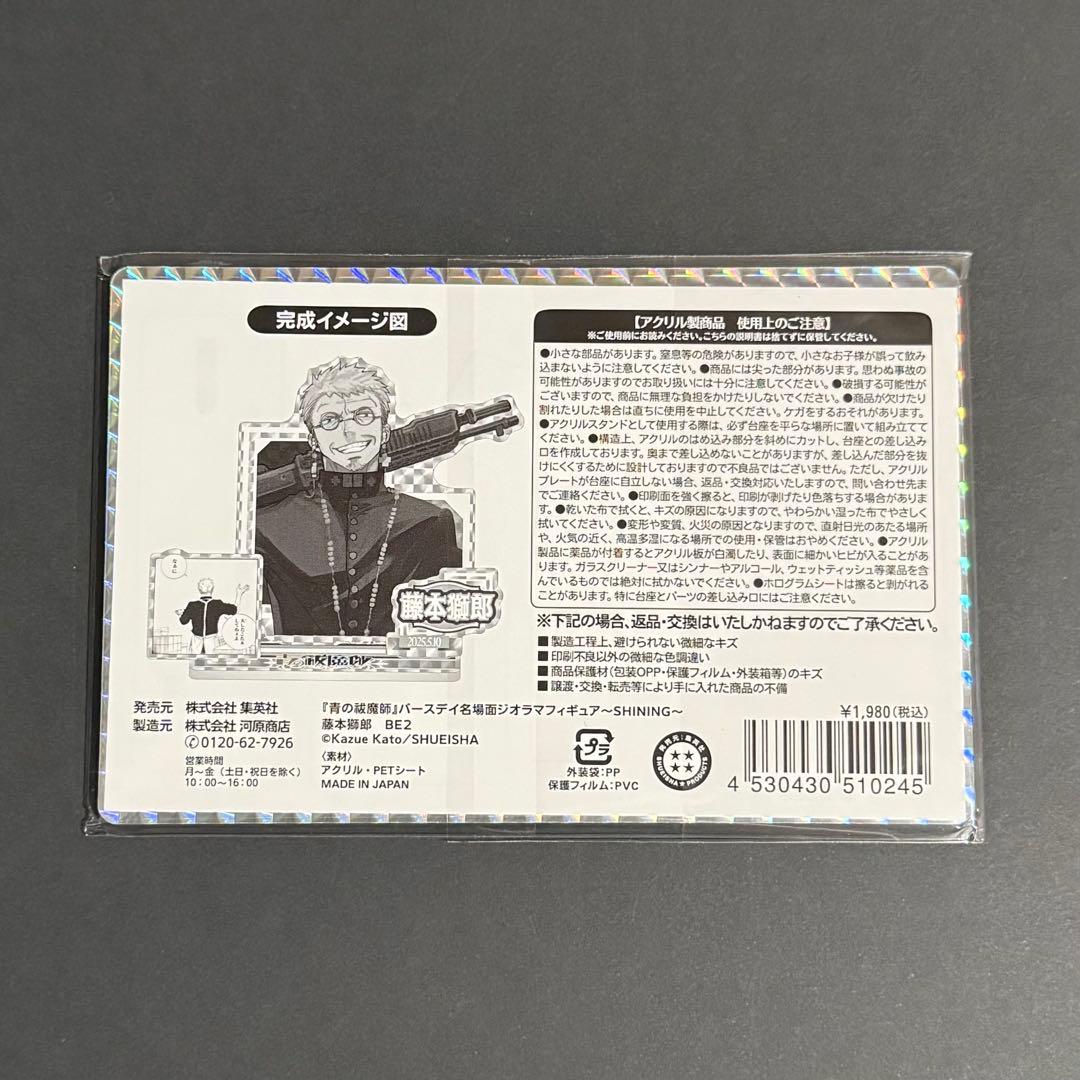 完成イメージ図
なぁに
大したこたぁしてねぇよ
藤本獅郎
2025.5.10
【アクリル製商品　使用上のご注意】
※ご使用前にお読みください。こちらの説明書は捨てずに保管してください。
●小さな部品があります。窒息等の危険がありますので、小さなお子様が誤って飲み
込まないように注意してください。●商品には尖った部分があります。思わぬ事故の
可能性がありますのでお取り扱いには十分に注意してください。●破損する可能性が
ございますので、商品に無理な負担をかけたりしないでください。●商品が欠けたり
割れたりした場合は直ちに使用を中止してください。ケガをするおそれがあります。
●アクリルスタンドとして使用する際は、必ず台座を平らな場所に置いて組み立てて
ください。●構造上、アクリルのはめ込み部分を斜めにカットし、台座との差し込み
口を作成しております。奥まで差し込めないことがありますが、差し込んだ部分を
抜けにくくするために設計しておりますので不良品ではございません。ただし、アクリル
プレートが台座に自立しない場合、返品・交換対応いたしますので、問い合わせ先ま
でご連絡ください。●印刷面を強く擦ると、印刷が剥げたり色落ちする場合がありま
す。●乾いた布で拭くと、キズの原因になりますので、やわらかい湿った布でやさしく
拭いてください。●変形や変質、火災の原因となりますので、直射日光のあたる場所
や、火気の近く、高温多湿になる場所での使用・保管はおやめください。●アクリル
製品に薬品が付着するとアクリル板が白濁したり、表面に細かいヒビが入ることがあ
ります。ガラスクリーナー又はシンナーやアルコール、ウェットティッシュ等薬品を含
んでいるものでは絶対に拭かないでください。●ホログラムシートは擦ると剥がれる
ことがあります。特に台座とパーツの差し込み口にはご注意ください。
※下記の場合、返品・交換はいたしかねますのでご了承ください。
■製造工程上、避けられない微細なキズ
■印刷不良以外の微細な色調違い
■商品保護材（包装OPP・保護フィルム・外装箱等）のキズ
■譲渡・交換・転売等により手に入れた商品の不備
発売元　株式会社 集英社
製造元　株式会社 河原商店
✆0120-62-7926
営業時間
月〜金（土日・祝日を除く）
10：00〜16：00
『青の祓魔師』バースデイ名場面ジオラマフィギュア〜SHINING〜
藤本獅郎　BE2
©Kazue Kato/SHUEISHA
〈素材〉
アクリル・PETシート
MADE IN JAPAN
¥1,980（税込）
プラ
外装袋：PP
保護フィルム：PVC
発売元：集英社
SHUEISHA PRODUCTS
4 530430 510245